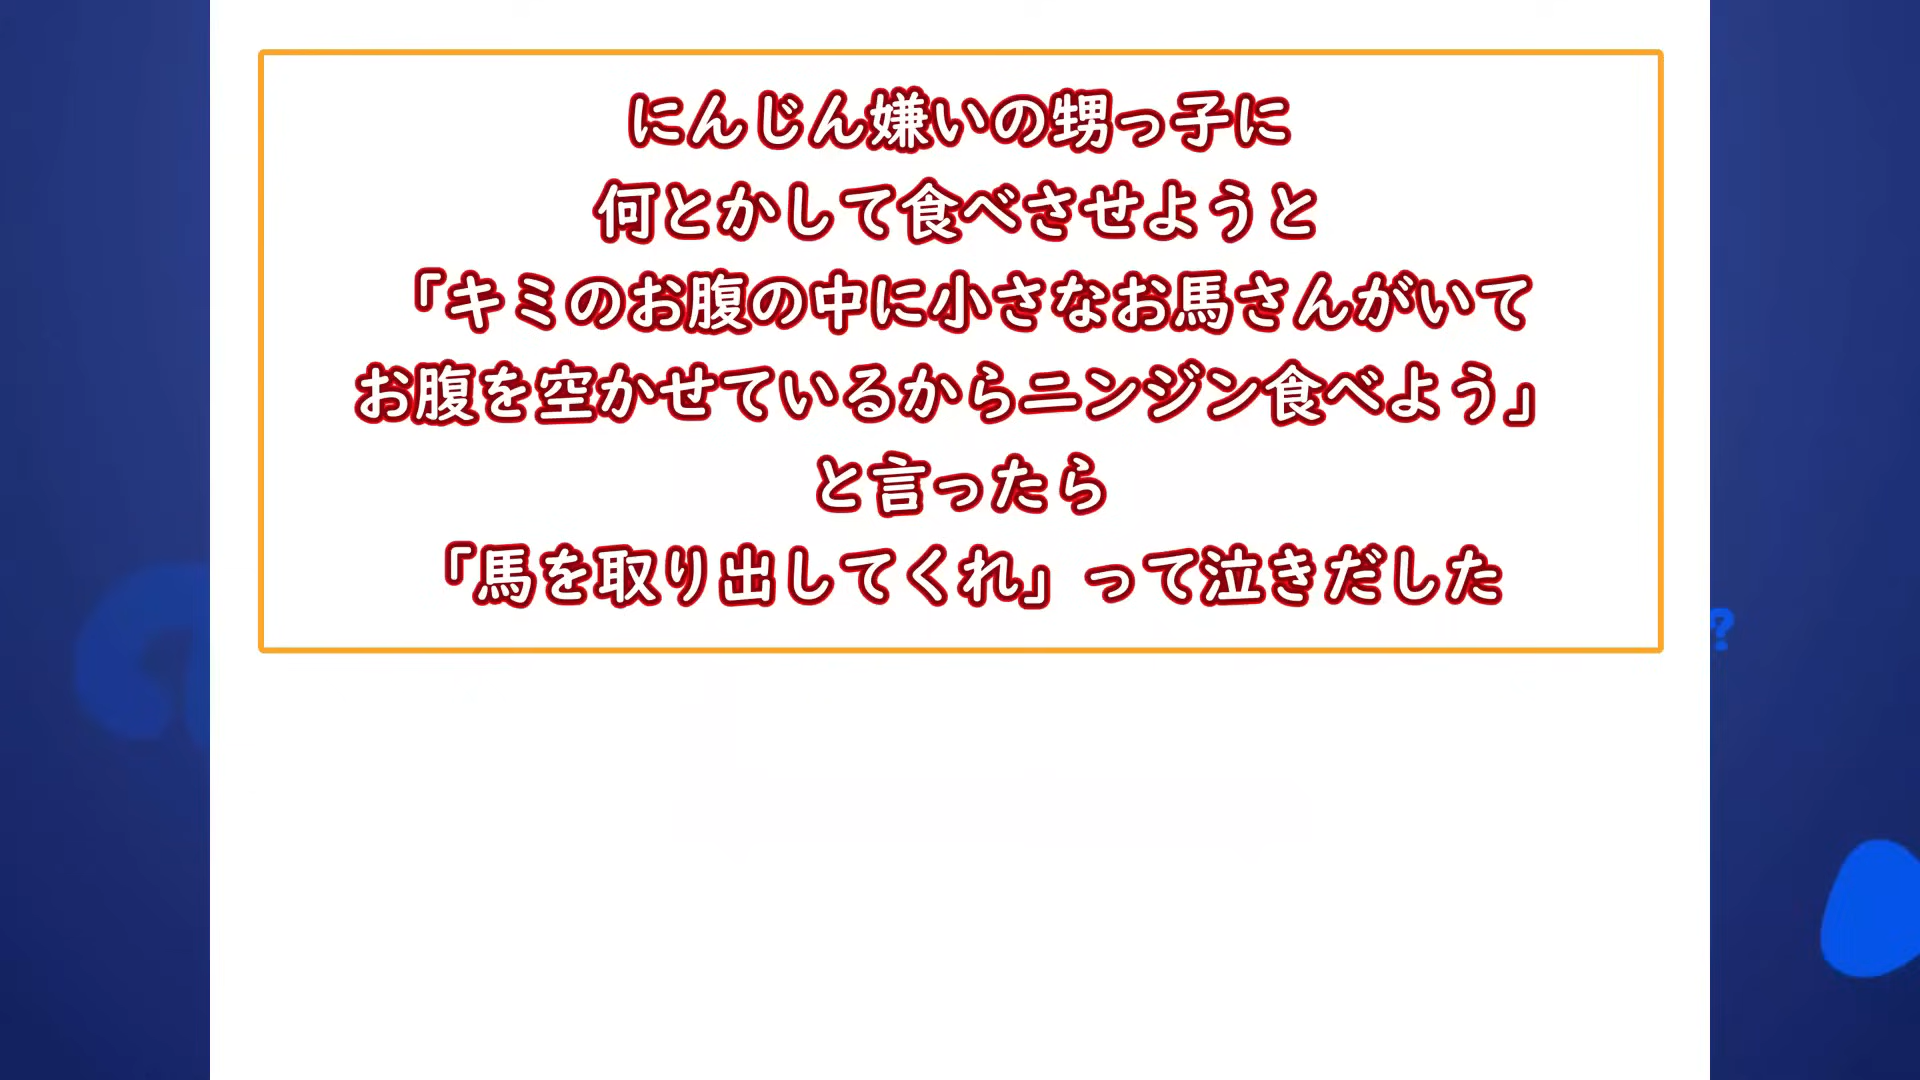 にんじん嫌いの甥っ子に
何とかして食べさせようと
「キミのお腹の中に小さなお馬さんがいて
お腹を空かせているからニンジン食べよう」
と言ったら
「馬を取り出してくれ」って泣きだした
?